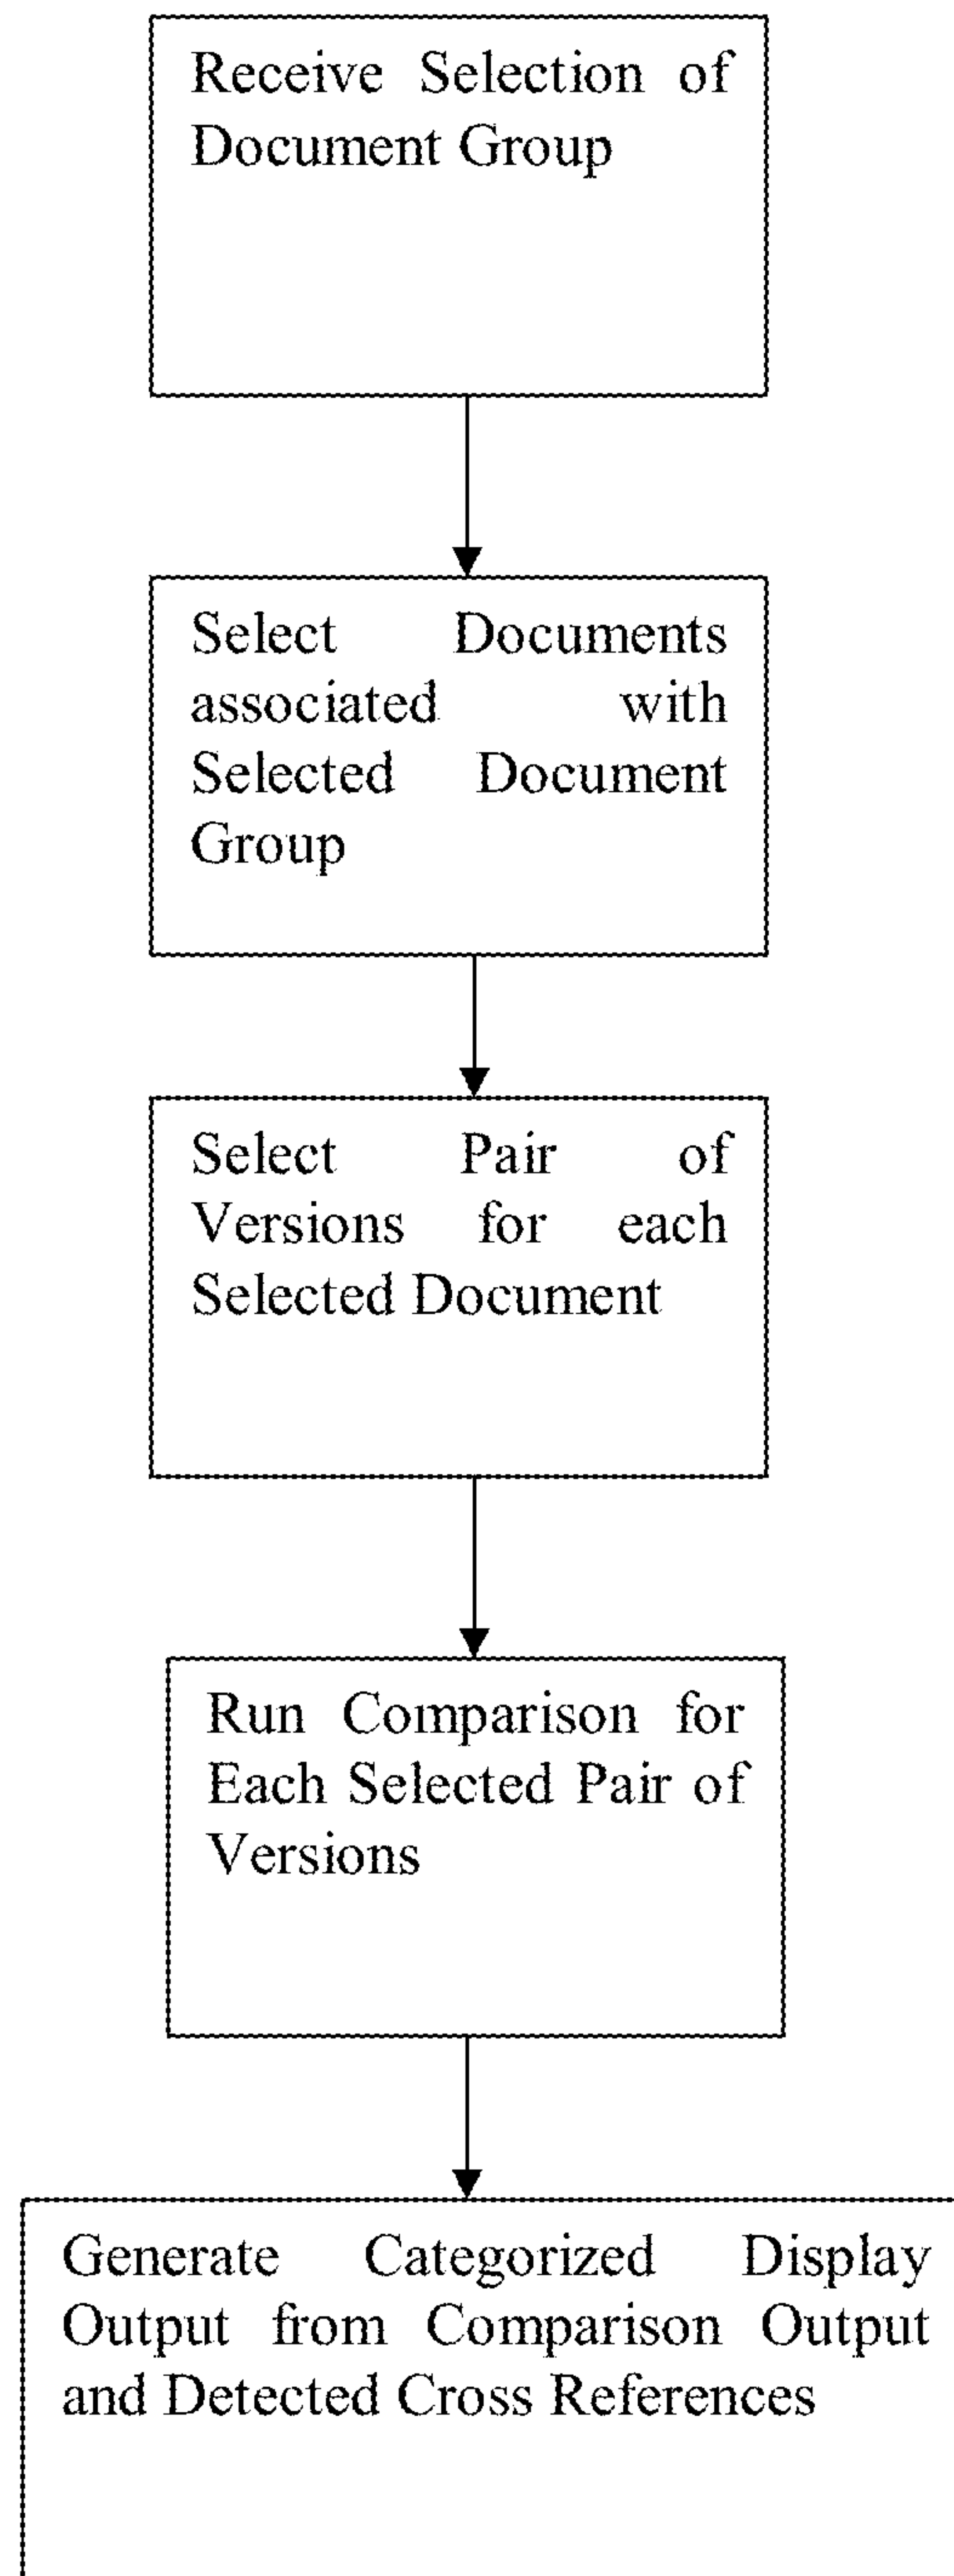 Receive Selection of
Document Group
Select Documents
associated with
Selected Document
Group
Select Pair of
Versions for each
Selected Document
Run Comparison for
Each Selected Pair of
Versions
Generate Categorized Display
Output from Comparison Output
and Detected Cross References